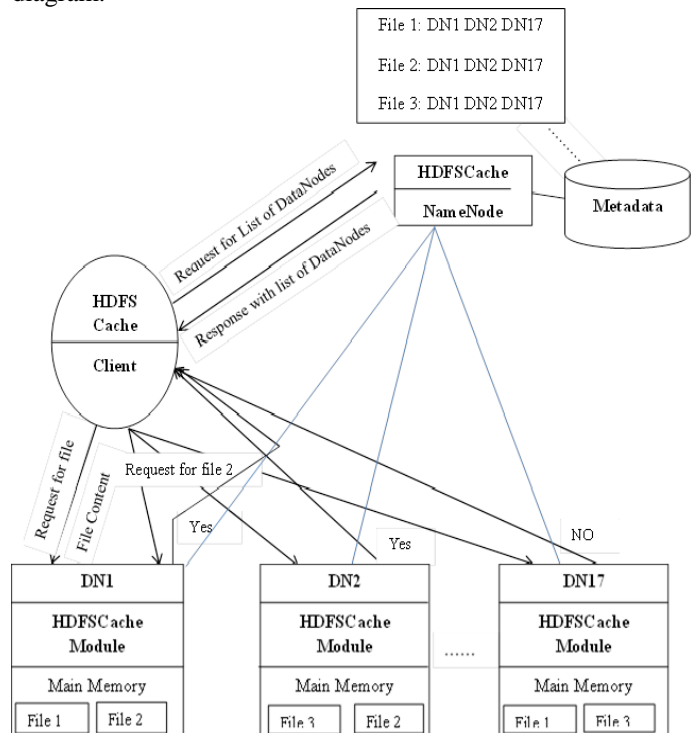 diagram.
File 1: DN1 DN2 DN17
File 2: DN1 DN2 DN17
File 3: DN1 DN2 DN17
HDFSCache
NameNode
Metadata
Request for List of DataNodes
Response with list of DataNodes
HDFS
Cache
Client
Request for file
File Content
Request for file 2
Yes
Yes
NO
DN1
HDFSCache
Module
Main Memory
File 1
File 2
DN2
HDFSCache
Module
Main Memory
File 3
File 2
......
DN17
HDFSCache
Module
Main Memory
File 1
File 3